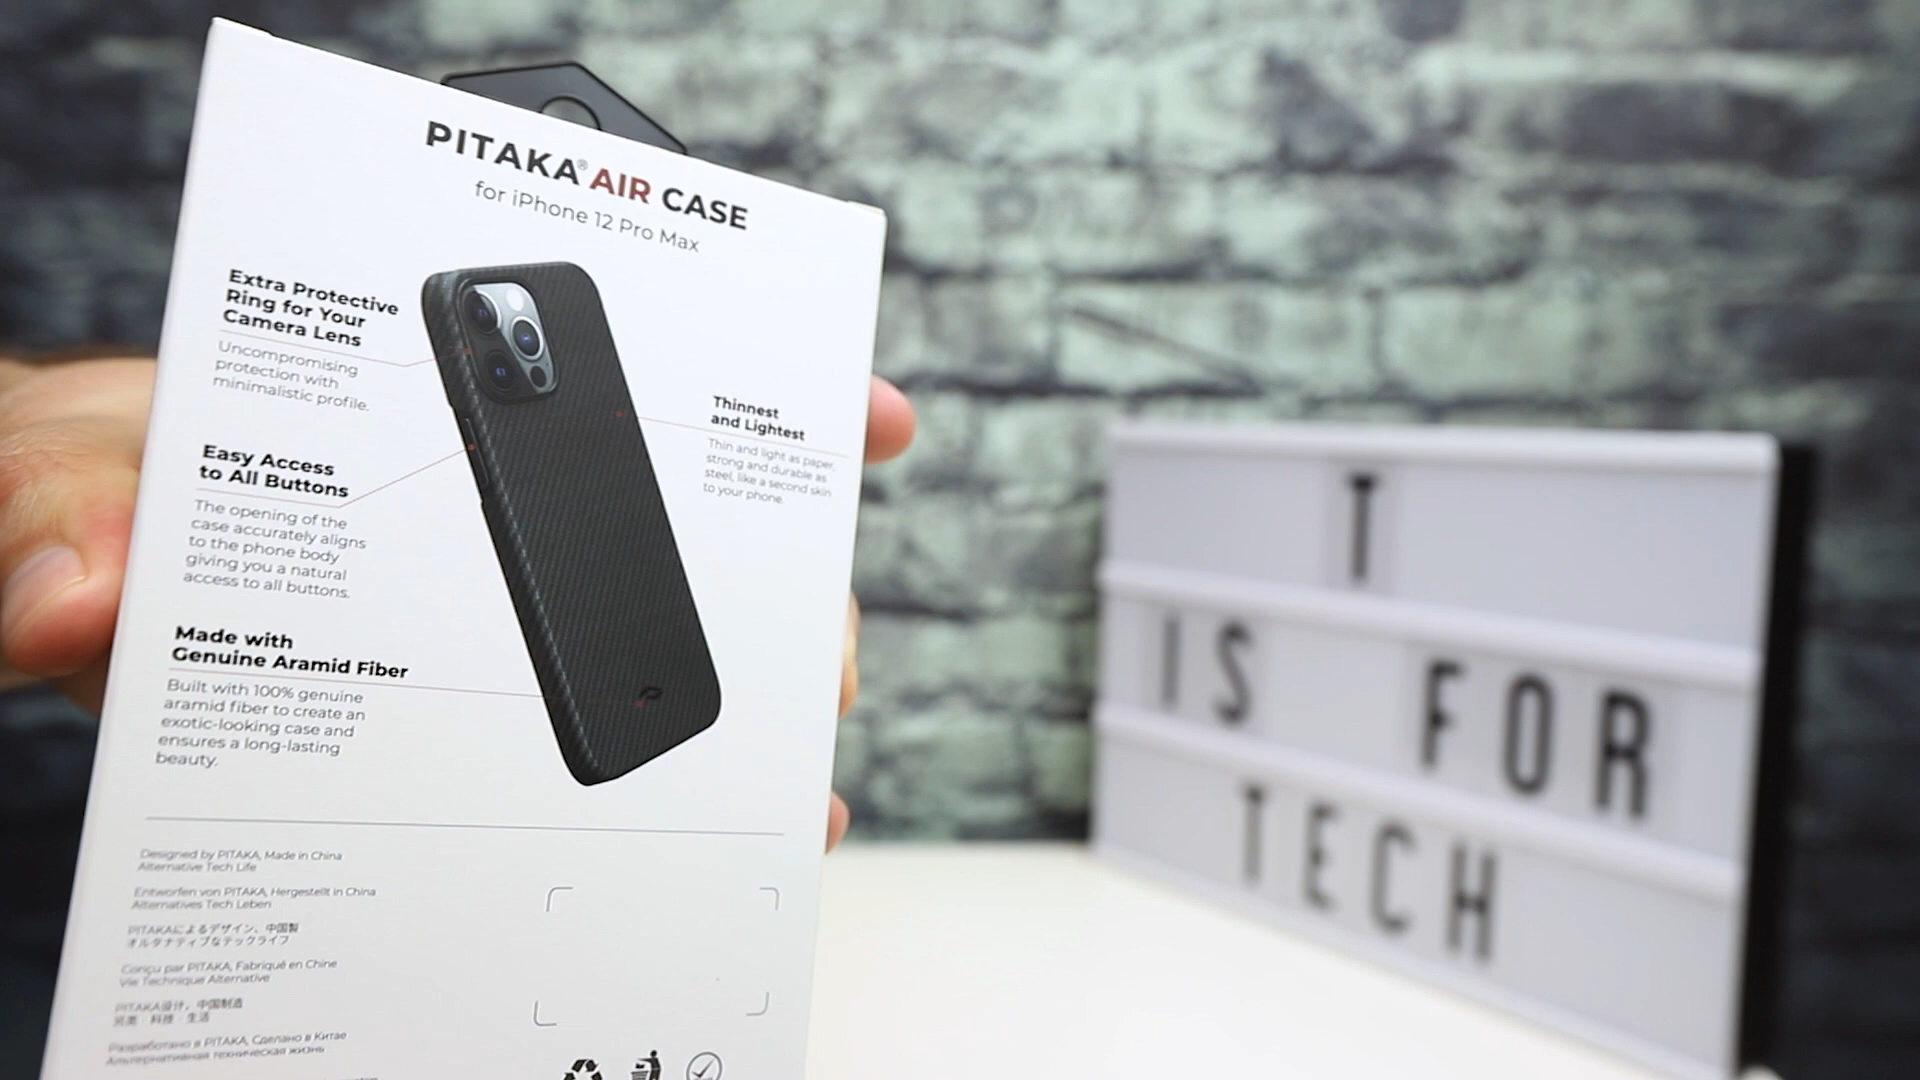 PITAKA® AIR CASE
for iPhone 12 Pro Max
Extra Protective
Ring for Your
Camera Lens
Uncompromising
protection with
minimalistic profile.
Easy Access
to All Buttons
The opening of the
case accurately aligns
to the phone body
giving you a natural
access to all buttons.
Made with
Genuine Aramid Fiber
Built with 100% genuine
aramid fiber to create an
exotic-looking case and
ensures a long-lasting
beauty.
Thinnest
and Lightest
Thin and light as paper,
strong and durable as
steel, like a second skin
to your phone.
Designed by PITAKA, Made in China
Alternative Tech Life
Entworfen von PITAKA, Hergestellt in China
Alternatives Tech Leben
PITAKAによるデザイン、中国製
オルタナティブなテックライフ
Conçu par PITAKA, Fabriqué en Chine
Vie Technique Alternative
PITAKA设计，中国制造
另类 · 科技 · 生活
Разработано в PITAKA, Сделано в Китае
Альтернативная техническая жизнь
T
IS FOR
TECH